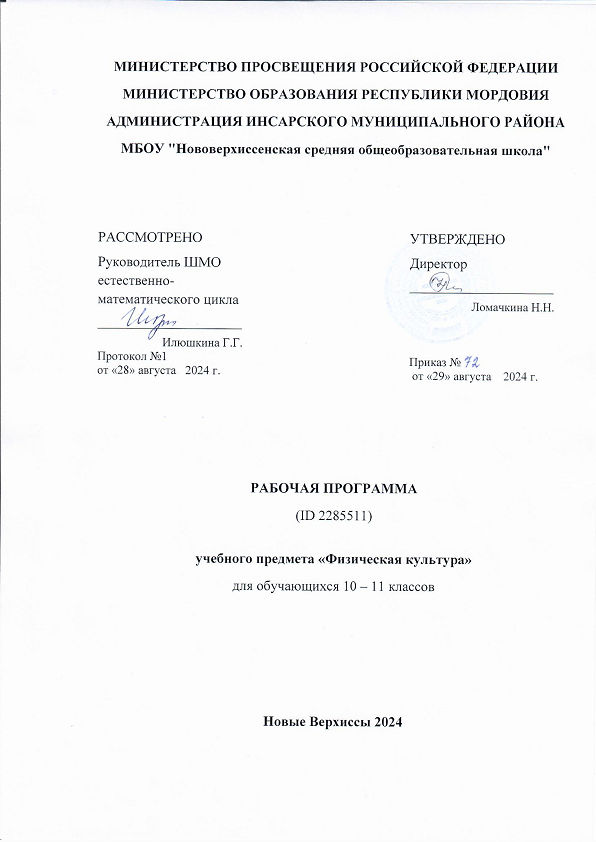 МИНИСТЕРСТВО ПРОСВЕЩЕНИЯ РОССИЙСКОЙ ФЕДЕРАЦИИ
МИНИСТЕРСТВО ОБРАЗОВАНИЯ РЕСПУБЛИКИ МОРДОВИЯ
АДМИНИСТРАЦИЯ ИНСАРСКОГО МУНИЦИПАЛЬНОГО РАЙОНА
МБОУ "Нововерхиссенская средняя общеобразовательная школа"
РАССМОТРЕНО
Руководитель ШМО
естественно-
математического цикла
Илюшкина Г.Г.
Протокол №1
от «28» августа 2024 г.
УТВЕРЖДЕНО
Директор
Ломачкина Н.Н.
Приказ № 72
от «29» августа 2024 г.
РАБОЧАЯ ПРОГРАММА
(ID 2285511)
учебного предмета «Физическая культура»
для обучающихся 10 – 11 классов
Новые Верхиссы 2024